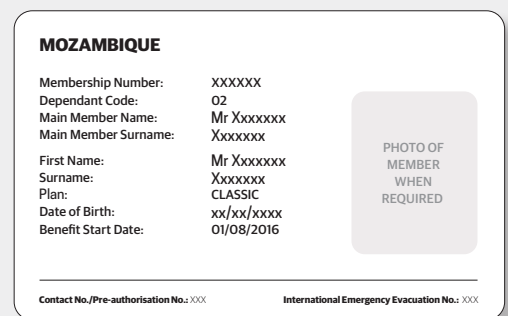 MOZAMBIQUE
Membership Number: XXXXXX
Dependant Code: 02
Main Member Name: Mr Xxxxxxx
Main Member Surname: Xxxxxxx
First Name: Mr Xxxxxxx
Surname: Xxxxxxx
Plan: CLASSIC
Date of Birth: xx/xx/xxxx
Benefit Start Date: 01/08/2016
PHOTO OF
MEMBER
WHEN
REQUIRED
Contact No./Pre-authorisation No.: XXX International Emergency Evacuation No.: XXX